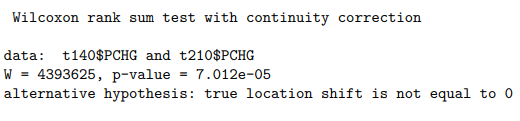 Wilcoxon rank sum test with continuity correction
data: t140$PCHG and t210$PCHG
W = 4393625, p-value = 7.012e-05
alternative hypothesis: true location shift is not equal to 0